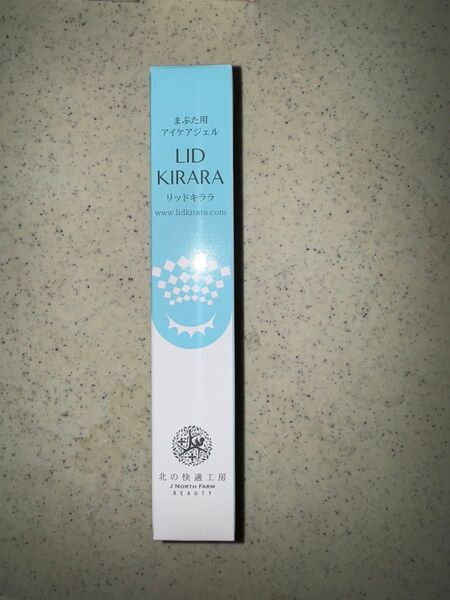 まぶた用
アイケアジェル
LID
KIRARA
リッドキララ
www.lidkirara.com
北の快適工房
J NORTH FARM
BEAUTY